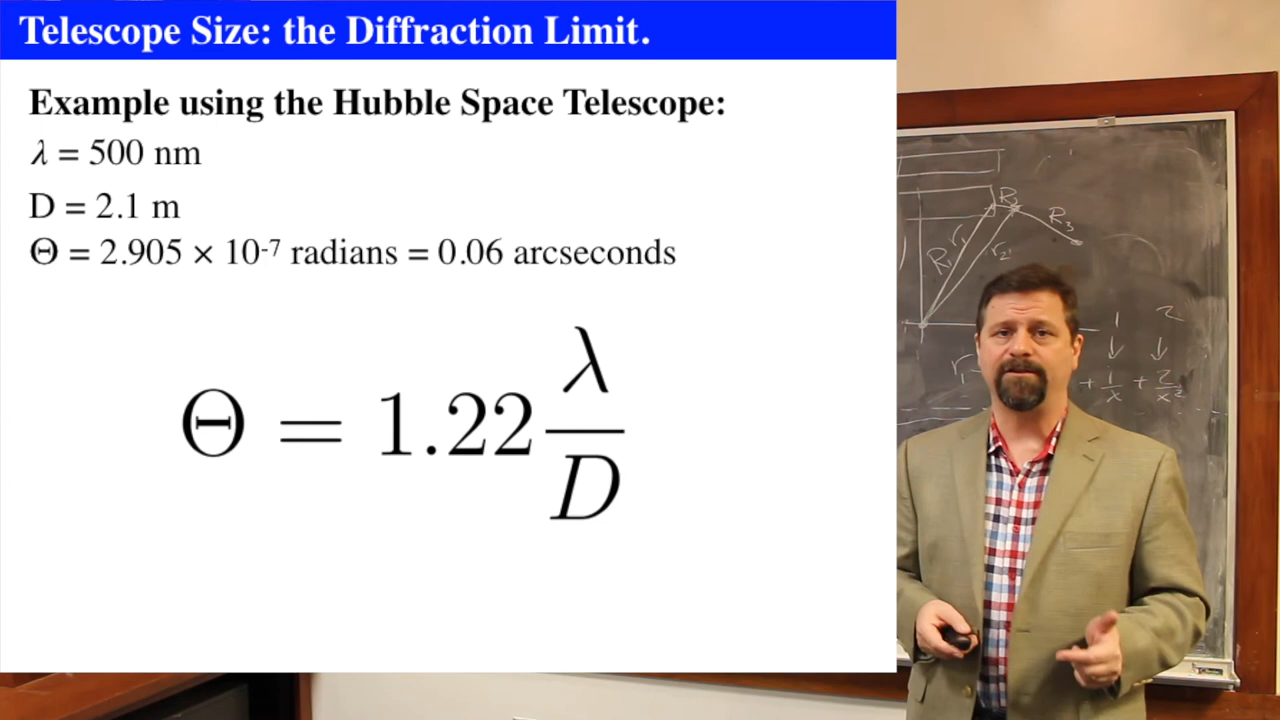 Telescope Size: the Diffraction Limit.
Example using the Hubble Space Telescope:
λ = 500 nm
D = 2.1 m
Θ = 2.905 × 10⁻⁷ radians = 0.06 arcseconds
Θ = 1.22 λ/D
R₃
R₁
r₁
r₂
1 2
↓ ↓
r₁ + 1/x + 2/x²